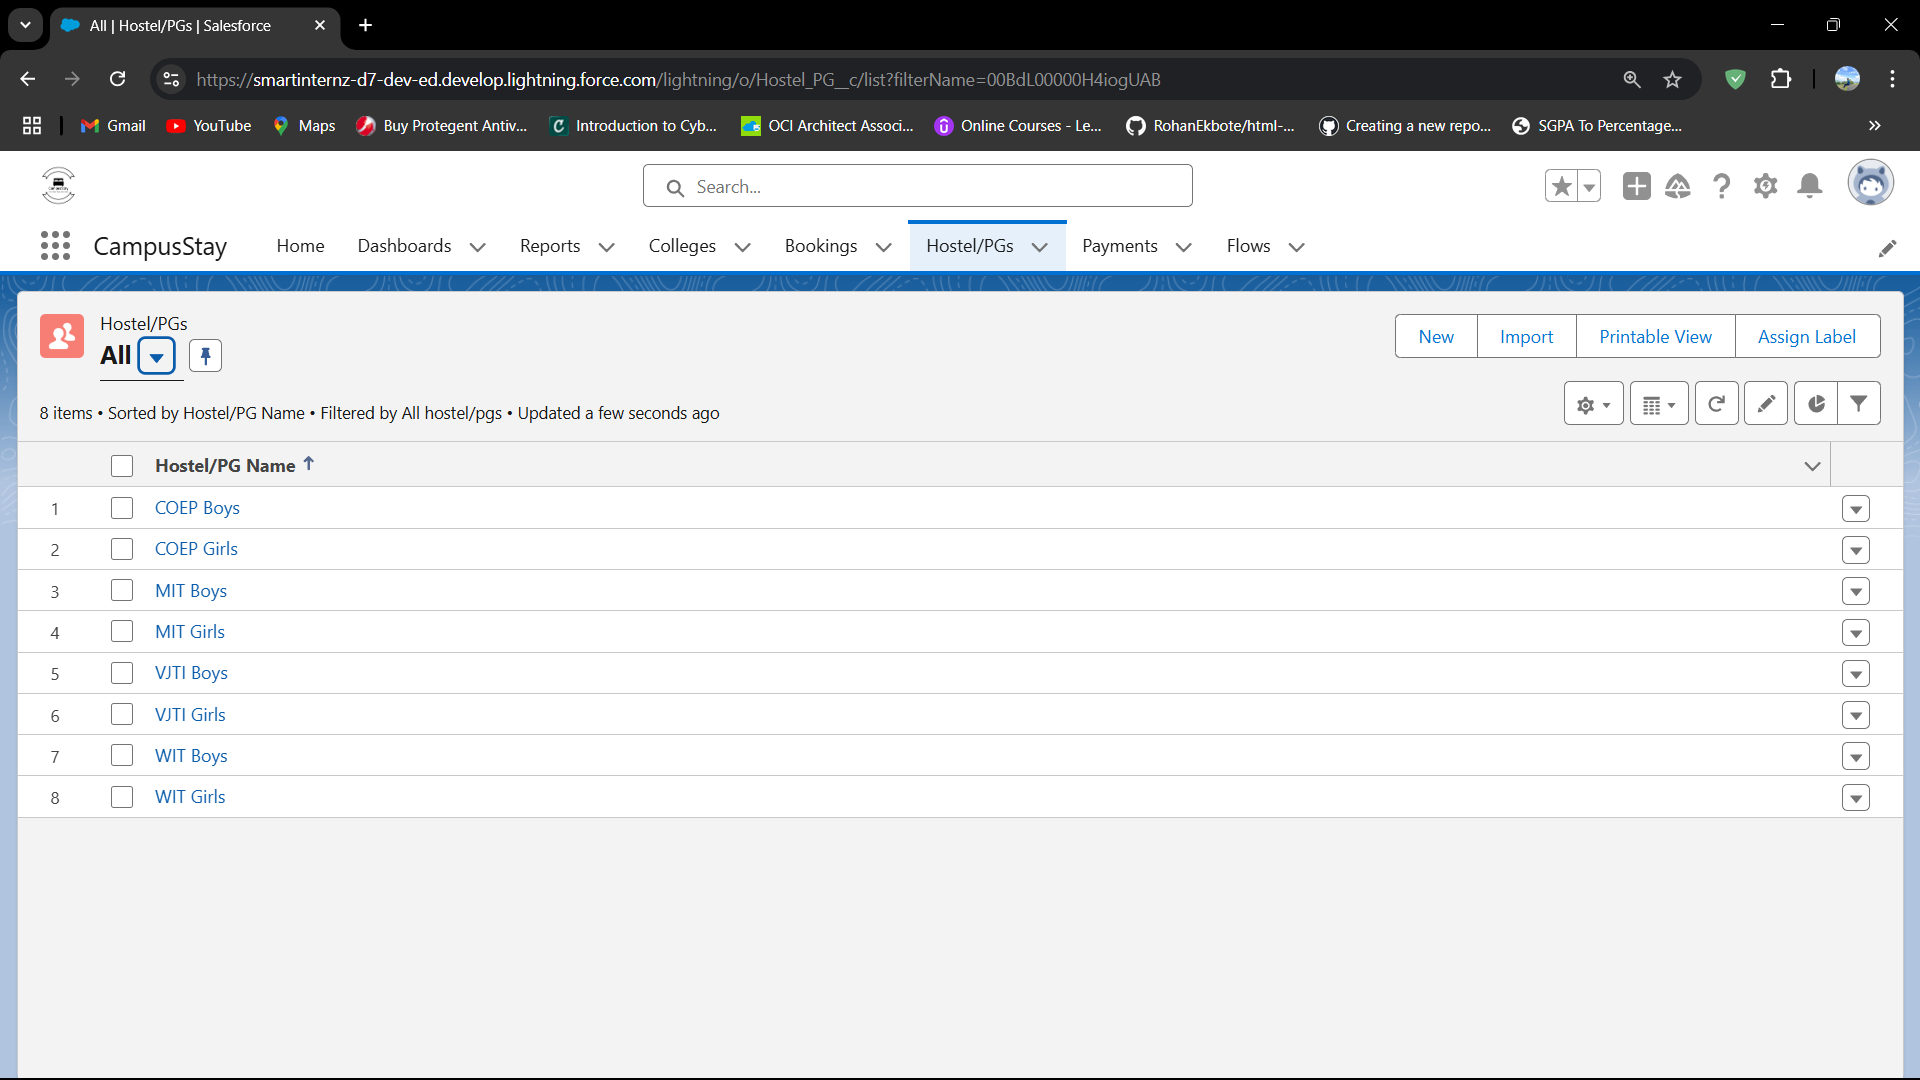 All | Hostel/PGs | Salesforce
https://smartinternz-d7-dev-ed.develop.lightning.force.com/lightning/o/Hostel_PG__c/list?filterName=00BdL00000H4iogUAB
Gmail YouTube Maps Buy Protegent Antiv... Introduction to Cyb... OCI Architect Associ... Online Courses - Le... RohanEkbote/html-... Creating a new repo... SGPA To Percentage...
Search...
CampusStay Home Dashboards Reports Colleges Bookings Hostel/PGs Payments Flows
Hostel/PGs
All
New Import Printable View Assign Label
8 items • Sorted by Hostel/PG Name • Filtered by All hostel/pgs • Updated a few seconds ago
Hostel/PG Name
1 COEP Boys
2 COEP Girls
3 MIT Boys
4 MIT Girls
5 VJTI Boys
6 VJTI Girls
7 WIT Boys
8 WIT Girls